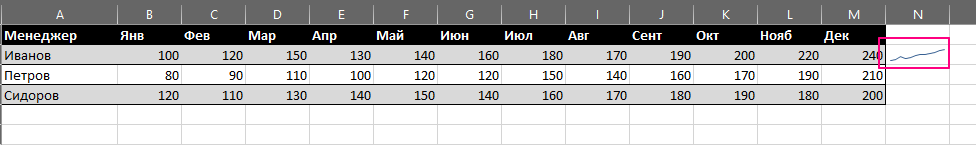 A B C D E F G H I J K L M N
Менеджер Янв Фев Мар Апр Май Июн Июл Авг Сент Окт Нояб Дек
Иванов 100 120 150 130 140 160 180 170 190 200 220 240
Петров 80 90 110 100 120 120 150 140 160 170 190 210
Сидоров 120 110 130 140 150 140 160 170 180 190 180 200